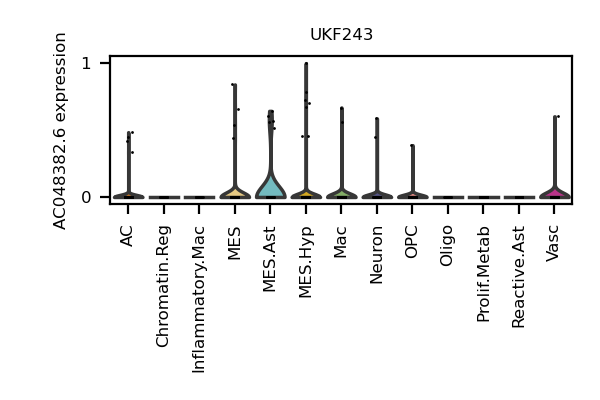 UKF243
AC048382.6 expression
1
0
AC
Chromatin.Reg
Inflammatory.Mac
MES
MES.Ast
MES.Hyp
Mac
Neuron
OPC
Oligo
Prolif.Metab
Reactive.Ast
Vasc